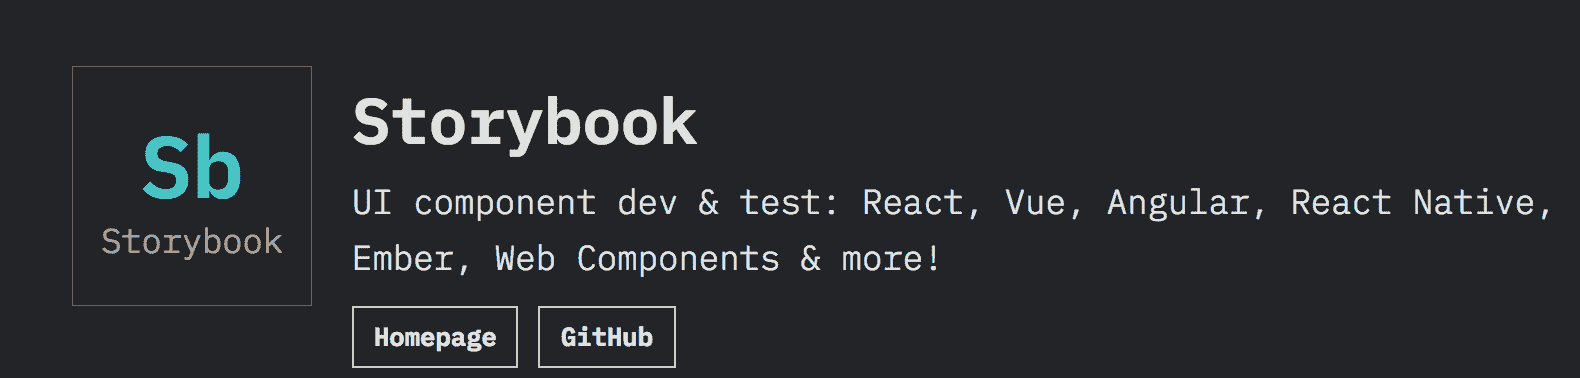 Sb
Storybook
Storybook
UI component dev & test: React, Vue, Angular, React Native,
Ember, Web Components & more!
Homepage
GitHub